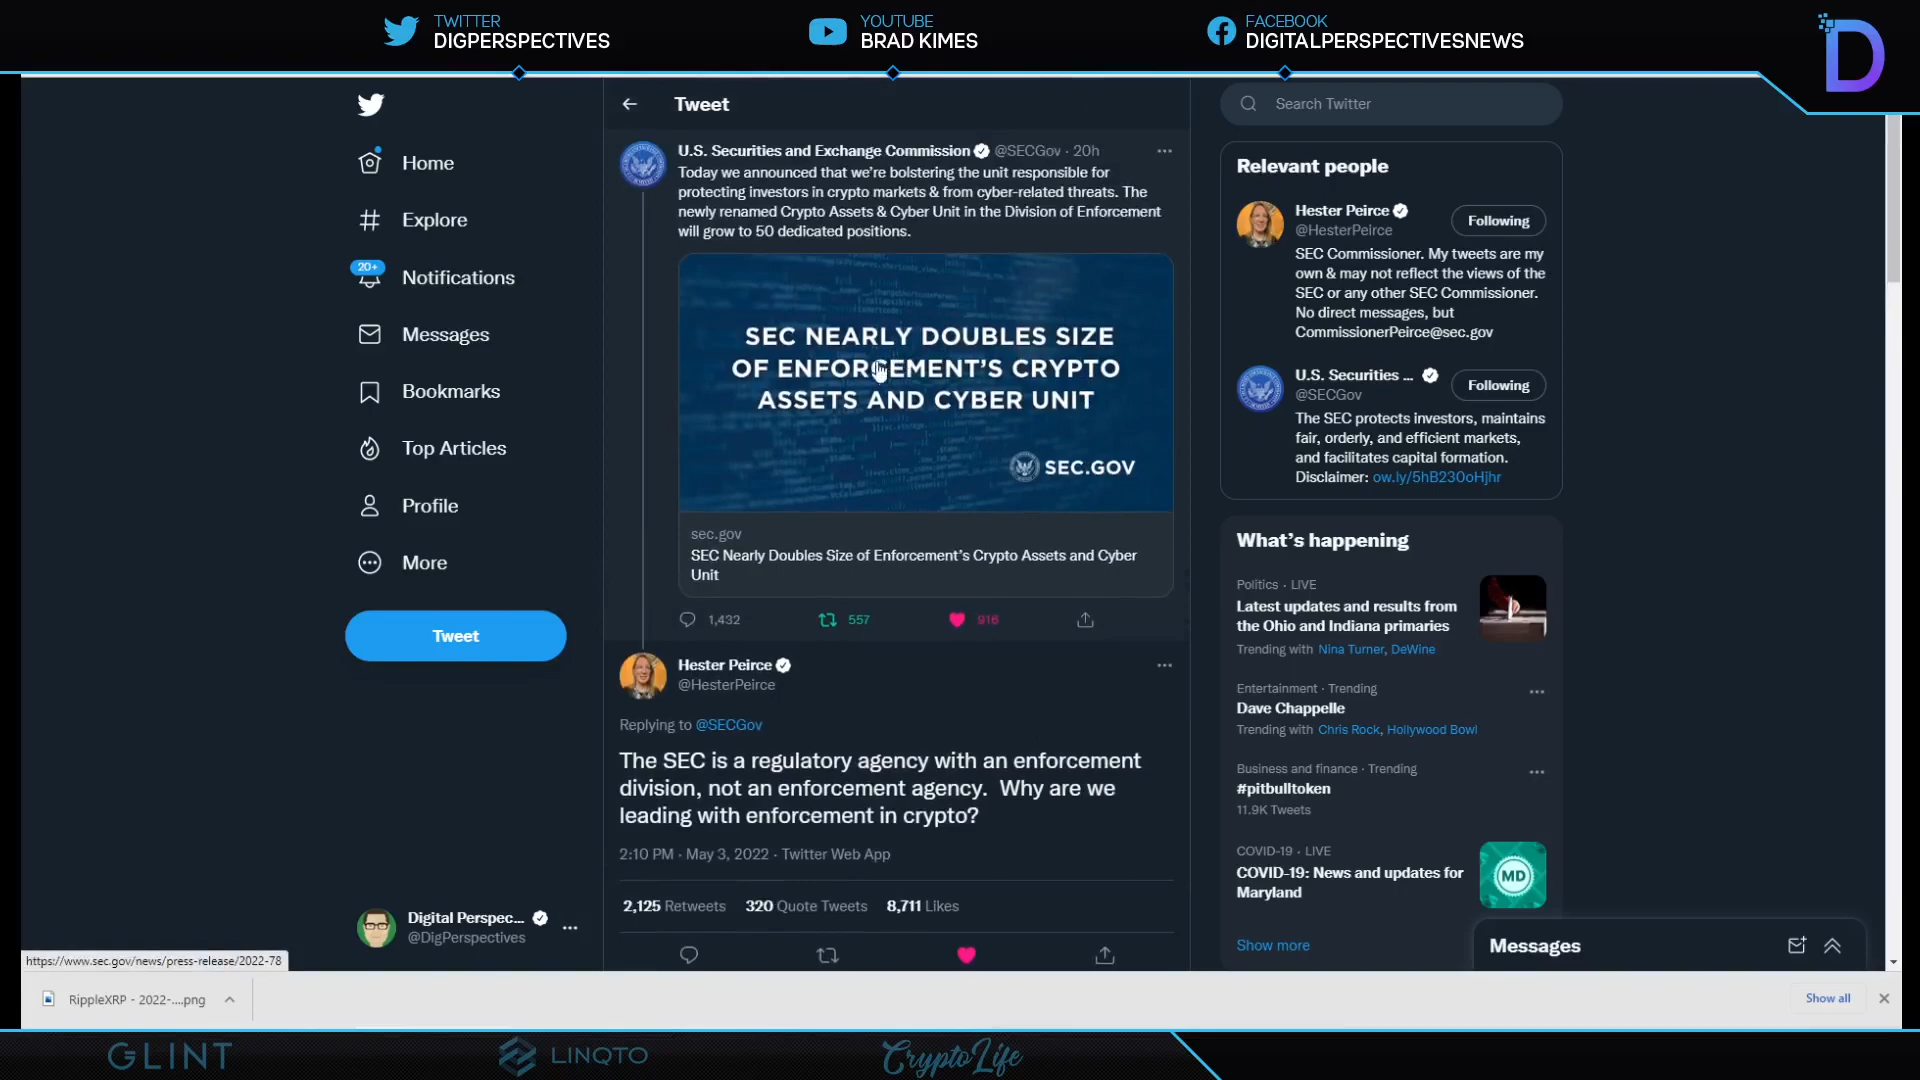 TWITTER
DIGPERSPECTIVES
YOUTUBE
BRAD KIMES
FACEBOOK
DIGITALPERSPECTIVESNEWS
D
Home
Explore
20+
Notifications
Messages
Bookmarks
Top Articles
Profile
More
Tweet
Digital Perspec...
@DigPerspectives
Tweet
U.S. Securities and Exchange Commission @SECGov · 20h
Today we announced that we're bolstering the unit responsible for
protecting investors in crypto markets & from cyber-related threats. The
newly renamed Crypto Assets & Cyber Unit in the Division of Enforcement
will grow to 50 dedicated positions.
SEC NEARLY DOUBLES SIZE
OF ENFORCEMENT'S CRYPTO
ASSETS AND CYBER UNIT
SEC.GOV
sec.gov
SEC Nearly Doubles Size of Enforcement's Crypto Assets and Cyber
Unit
1,432 557 916
Hester Peirce
@HesterPeirce
Replying to @SECGov
The SEC is a regulatory agency with an enforcement
division, not an enforcement agency. Why are we
leading with enforcement in crypto?
2:10 PM · May 3, 2022 · Twitter Web App
2,125 Retweets 320 Quote Tweets 8,711 Likes
Search Twitter
Relevant people
Hester Peirce
@HesterPeirce
Following
SEC Commissioner. My tweets are my
own & may not reflect the views of the
SEC or any other SEC Commissioner.
No direct messages, but
CommissionerPeirce@sec.gov
U.S. Securities ...
@SECGov
Following
The SEC protects investors, maintains
fair, orderly, and efficient markets,
and facilitates capital formation.
Disclaimer: ow.ly/5hB230oHjhr
What's happening
Politics · LIVE
Latest updates and results from
the Ohio and Indiana primaries
Trending with Nina Turner, DeWine
Entertainment · Trending
Dave Chappelle
Trending with Chris Rock, Hollywood Bowl
Business and finance · Trending
#pitbulltoken
11.9K Tweets
COVID-19 · LIVE
COVID-19: News and updates for
Maryland
MD
Show more
Messages
https://www.sec.gov/news/press-release/2022-78
RippleXRP - 2022-....png
Show all
GLINT
LINQTO
CryptoLife